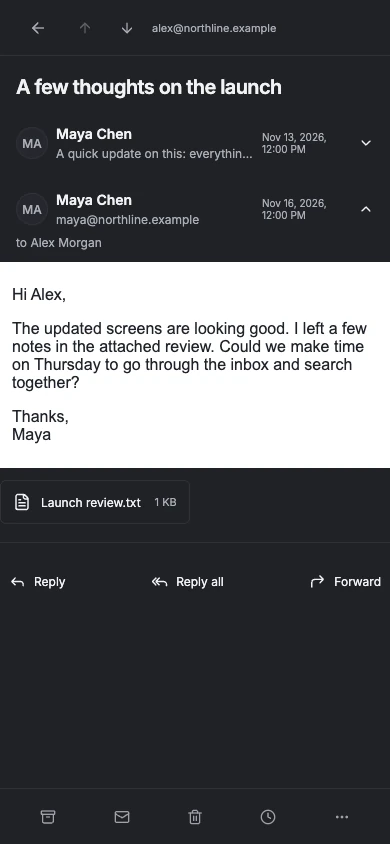 alex@northline.example
A few thoughts on the launch
MA
Maya Chen
A quick update on this: everythin...
Nov 13, 2026,
12:00 PM
MA
Maya Chen
maya@northline.example
Nov 16, 2026,
12:00 PM
to Alex Morgan
Hi Alex,
The updated screens are looking good. I left a few
notes in the attached review. Could we make time
on Thursday to go through the inbox and search
together?
Thanks,
Maya
Launch review.txt 1 KB
Reply Reply all Forward